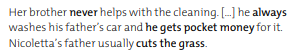 Her brother never helps with the cleaning. [...] he always
washes his father's car and he gets pocket money for it.
Nicoletta's father usually cuts the grass.